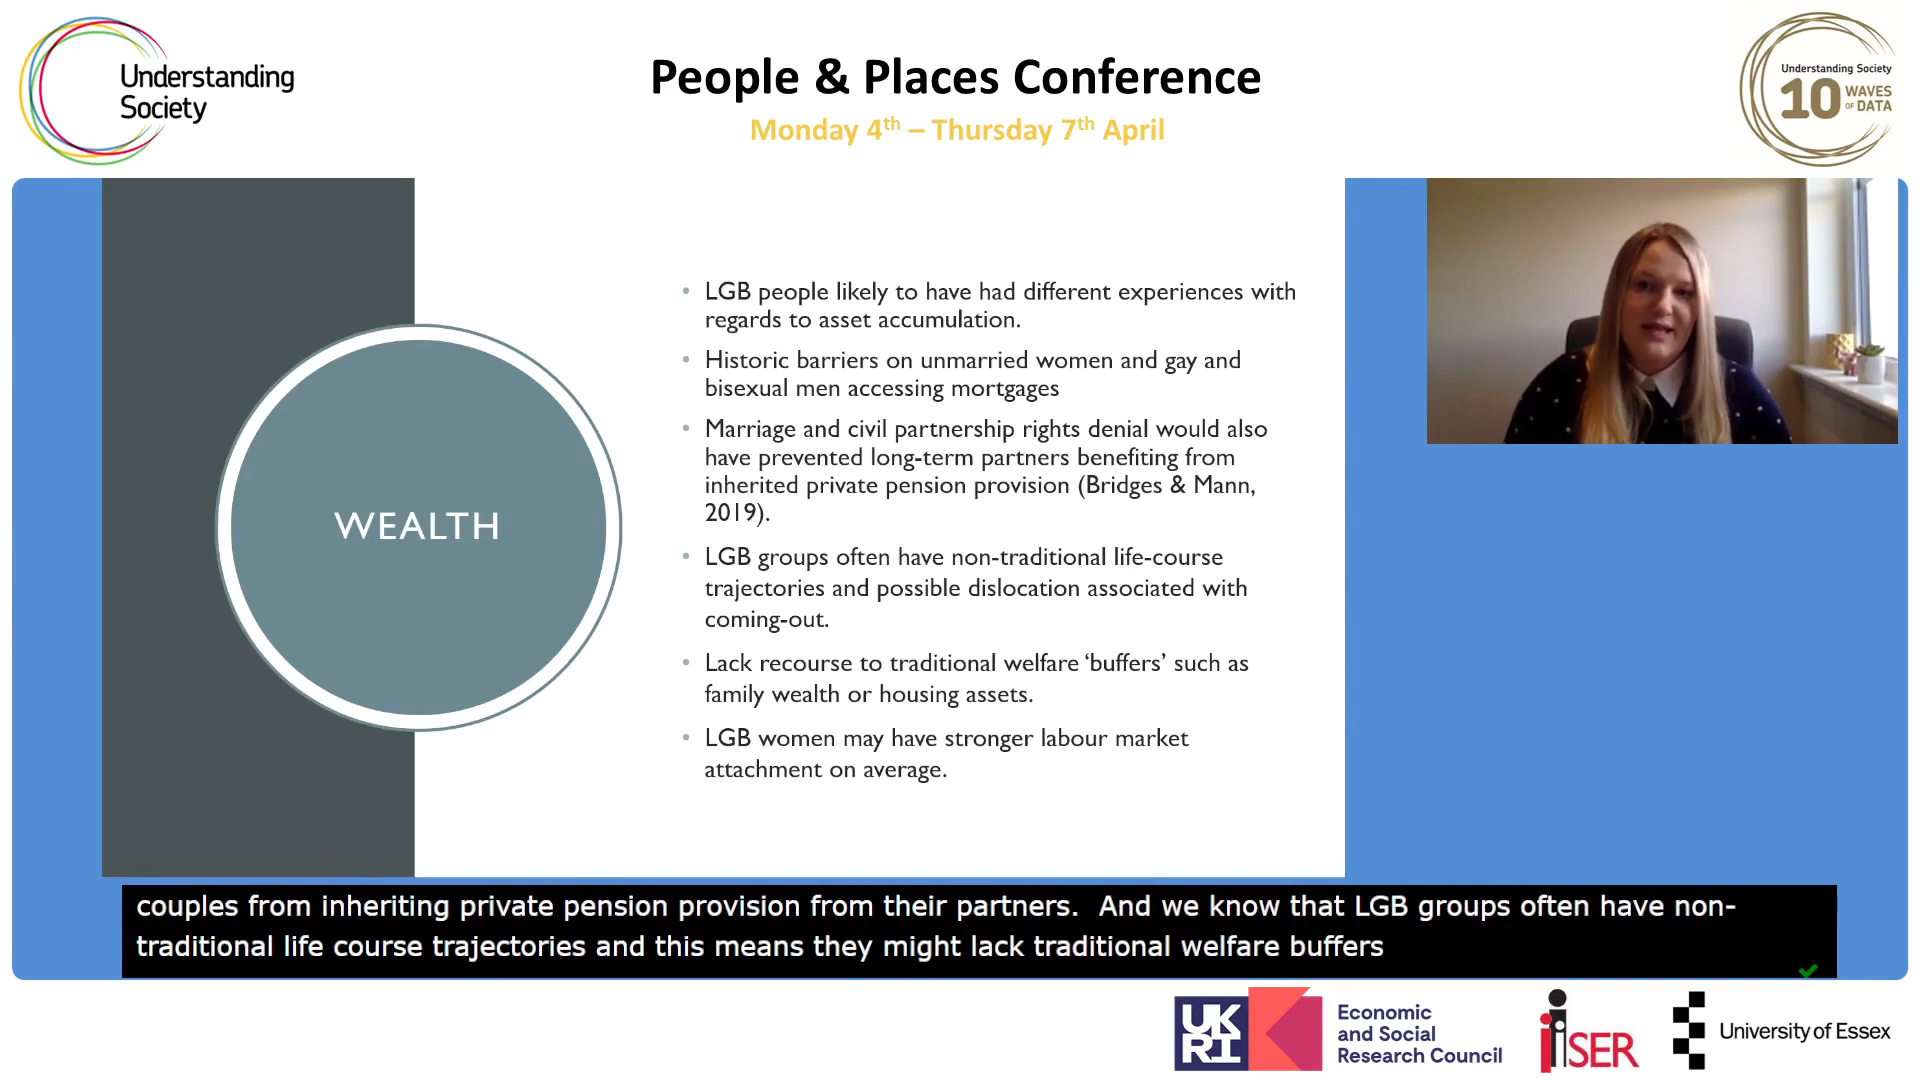 Understanding
Society
People & Places Conference
Monday 4th – Thursday 7th April
Understanding Society
10 WAVES
OF DATA
WEALTH
• LGB people likely to have had different experiences with
regards to asset accumulation.
• Historic barriers on unmarried women and gay and
bisexual men accessing mortgages
• Marriage and civil partnership rights denial would also
have prevented long-term partners benefiting from
inherited private pension provision (Bridges & Mann,
2019).
• LGB groups often have non-traditional life-course
trajectories and possible dislocation associated with
coming-out.
• Lack recourse to traditional welfare ‘buffers’ such as
family wealth or housing assets.
• LGB women may have stronger labour market
attachment on average.
couples from inheriting private pension provision from their partners.  And we know that LGB groups often have non-
traditional life course trajectories and this means they might lack traditional welfare buffers
UK
RI
Economic
and Social
Research Council
iISER
University of Essex